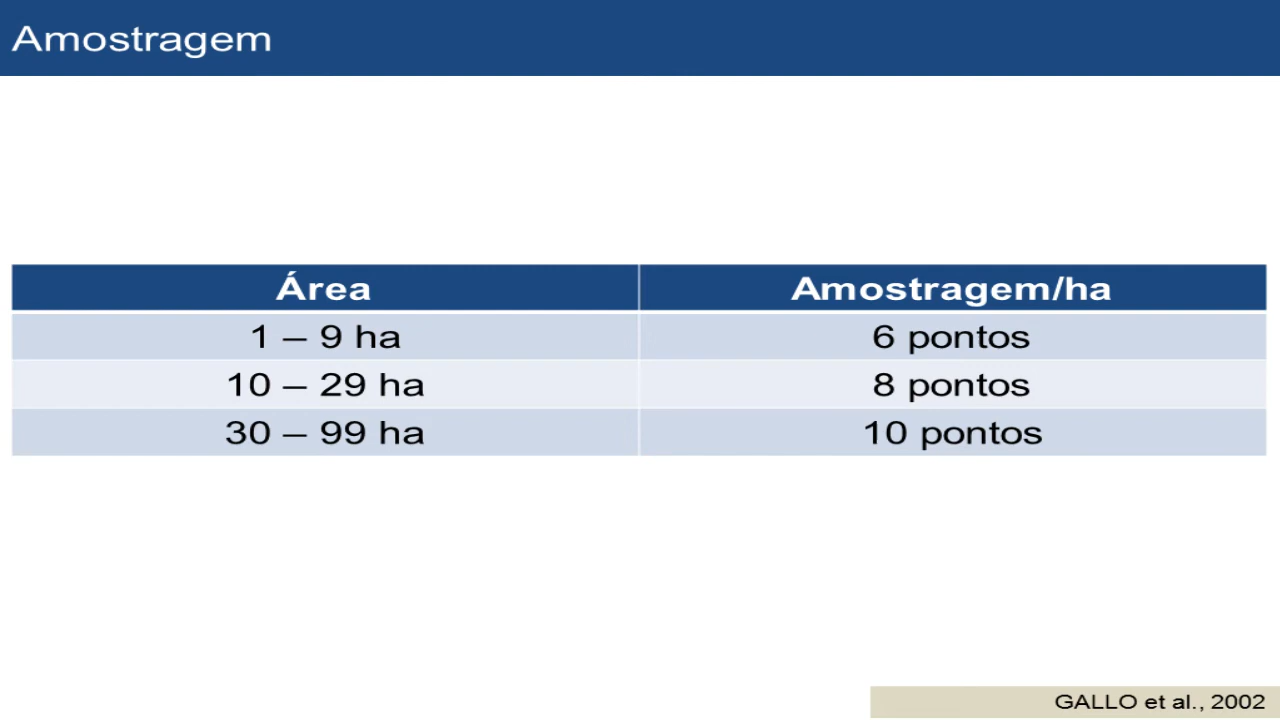 Amostragem
Área Amostragem/ha
1 – 9 ha 6 pontos
10 – 29 ha 8 pontos
30 – 99 ha 10 pontos
GALLO et al., 2002